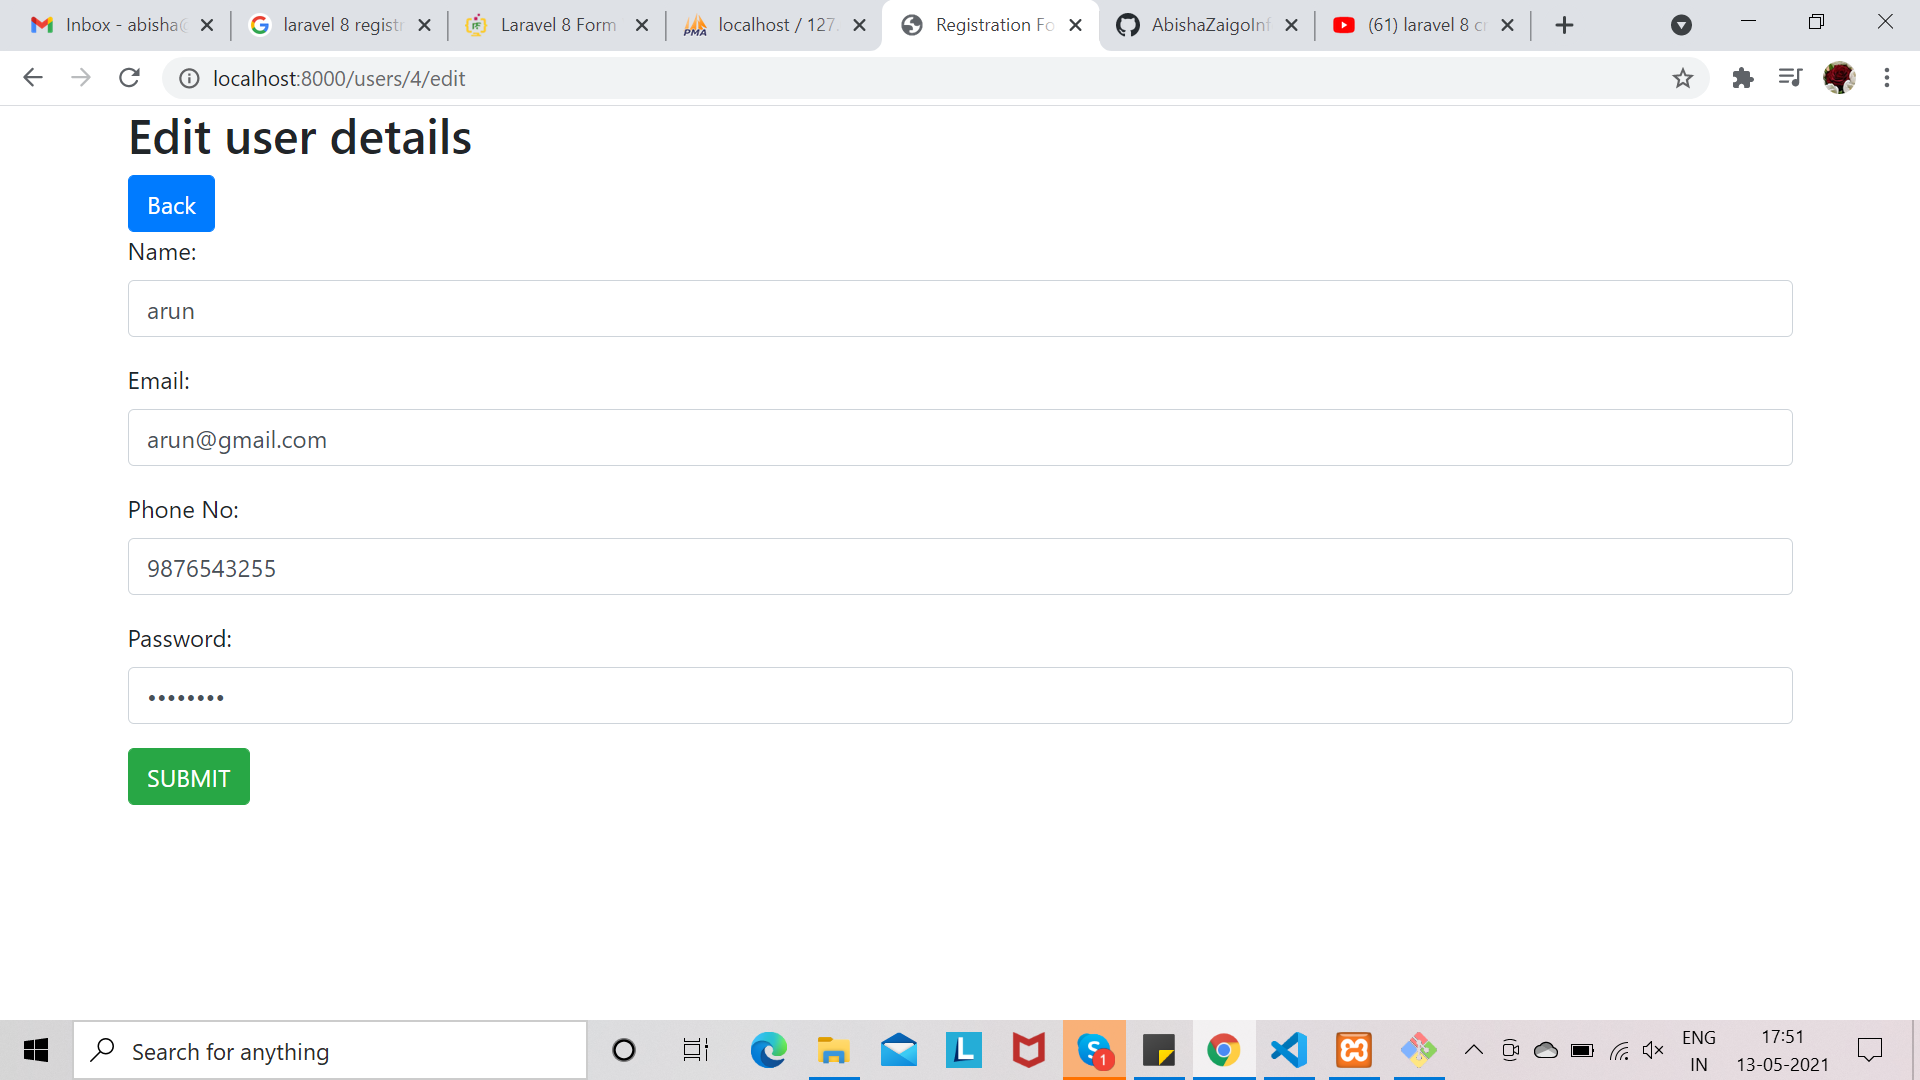 Inbox - abisha@
laravel 8 registr
Laravel 8 Form
localhost / 127.
Registration Fo
AbishaZaigoInf
(61) laravel 8 cr
localhost:8000/users/4/edit
Edit user details
Back
Name:
arun
Email:
arun@gmail.com
Phone No:
9876543255
Password:
••••••••
SUBMIT
Search for anything
1
ENG
IN
17:51
13-05-2021